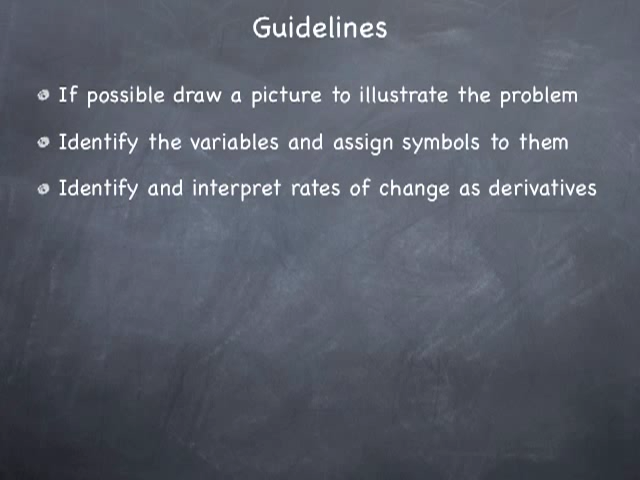 Guidelines
If possible draw a picture to illustrate the problem
Identify the variables and assign symbols to them
Identify and interpret rates of change as derivatives